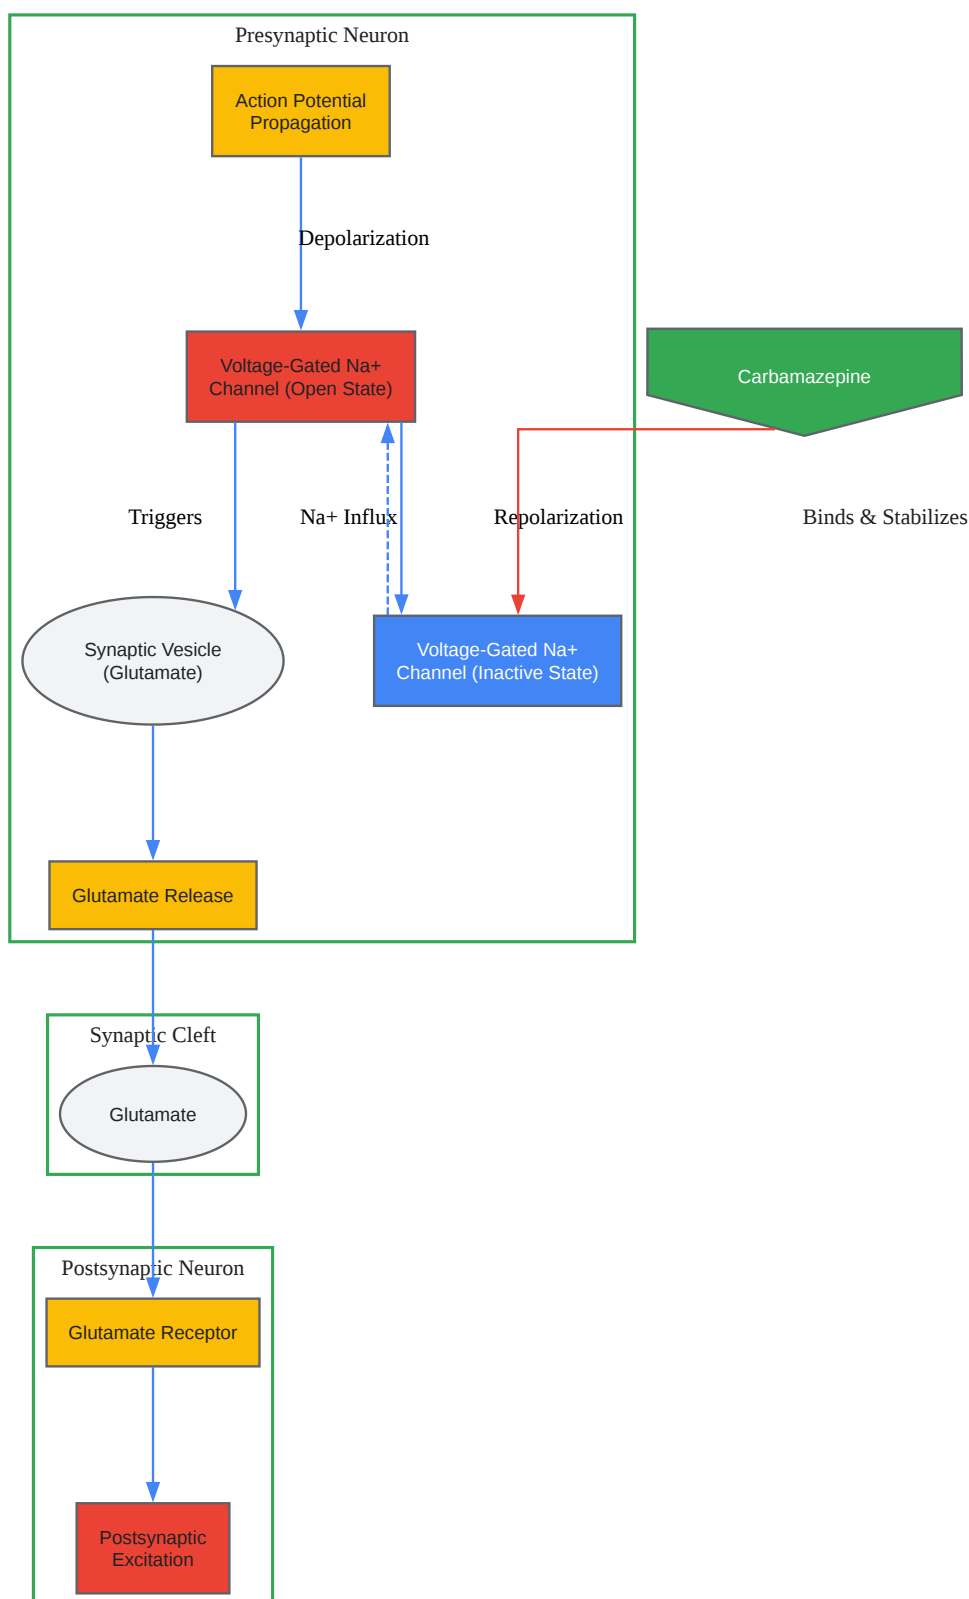 Presynaptic Neuron
Action Potential
Propagation
Depolarization
Voltage-Gated Na+
Channel (Open State)
Carbamazepine
Triggers
Na+ Influx
Repolarization
Binds & Stabilizes
Synaptic Vesicle
(Glutamate)
Voltage-Gated Na+
Channel (Inactive State)
Glutamate Release
Synaptic Cleft
Glutamate
Postsynaptic Neuron
Glutamate Receptor
Postsynaptic
Excitation